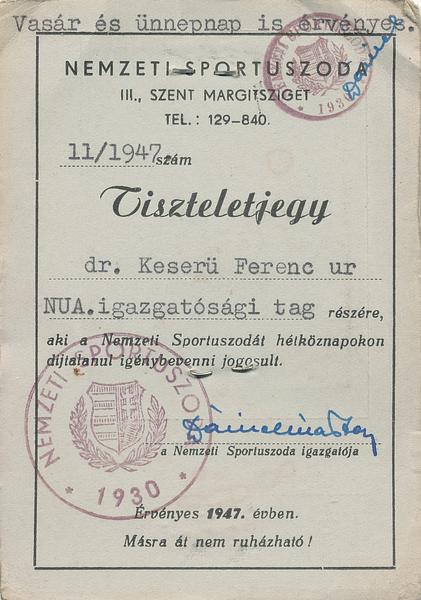 Vasár és ünnepnap is érvényes.
NEMZETI SPORTUSZODA
III., SZENT MARGITSZIGET
TEL.: 129-840.
11/1947. szám
Tiszteletjegy
dr. Keserü Ferenc ur
NUA.igazgatósági tag részére,
aki a Nemzeti Sportuszodát hétköznapokon
díjtalanul igénybevenni jogosult.
NEMZETI SPORTUSZODA
* 1930 *
a Nemzeti Sportuszoda igazgatója
Érvényes 1947. évben.
Másra át nem ruházható!